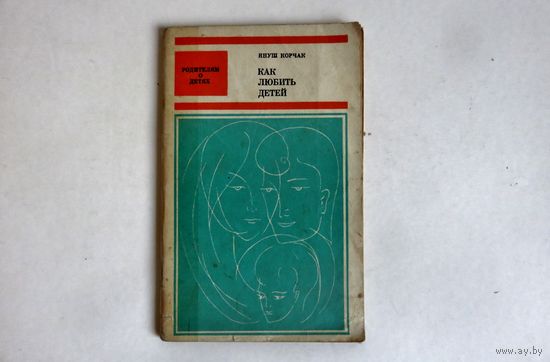 РОДИТЕЛЯМ
О
ДЕТЯХ
ЯНУШ КОРЧАК
КАК
ЛЮБИТЬ
ДЕТЕЙ
www.ay.by